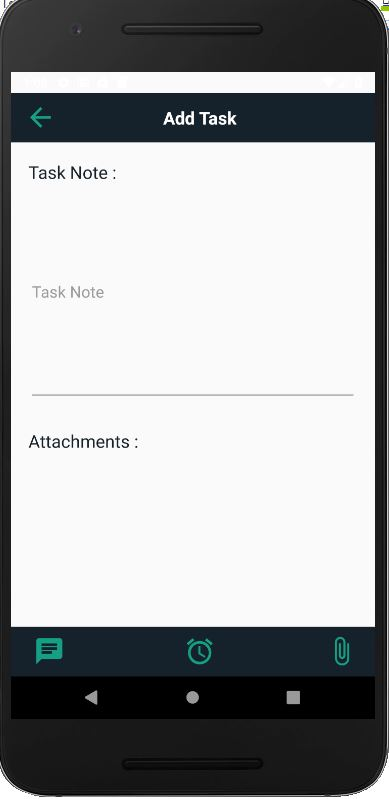 Add Task
Task Note :
Task Note
Attachments :